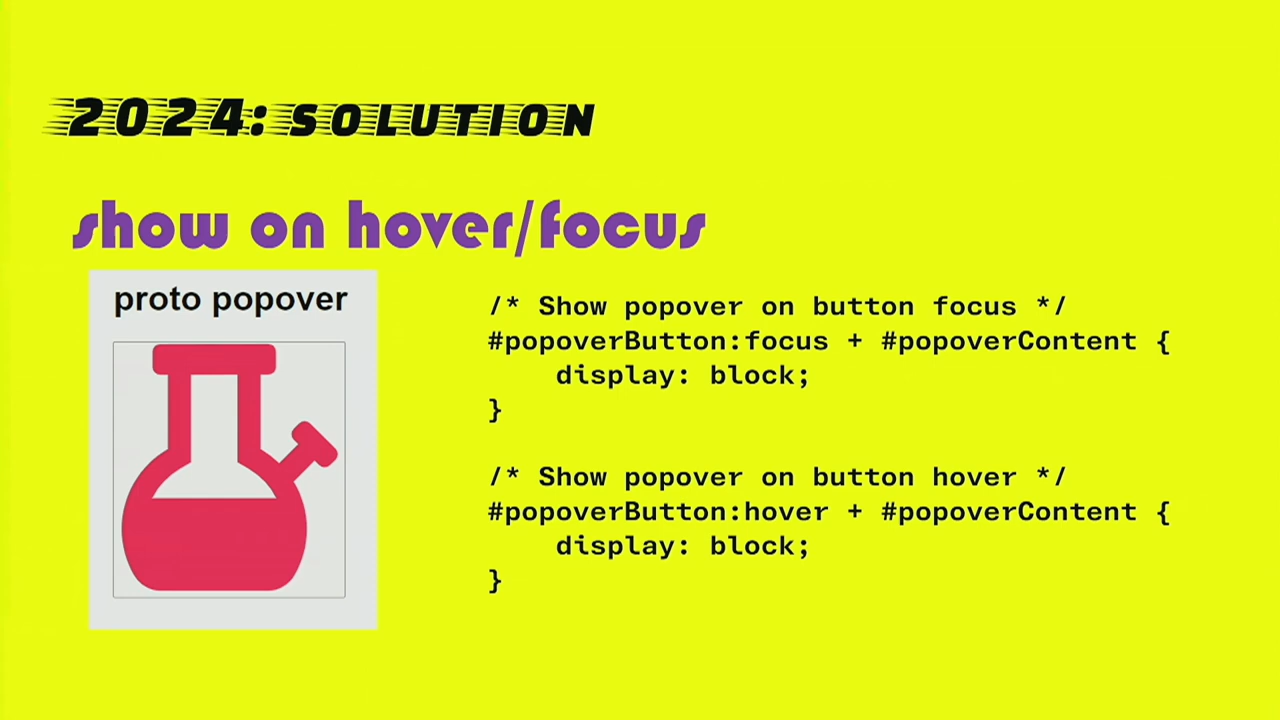 2024: SOLUTION
show on hover/focus
proto popover
/* Show popover on button focus */
#popoverButton:focus + #popoverContent {
    display: block;
}
/* Show popover on button hover */
#popoverButton:hover + #popoverContent {
    display: block;
}